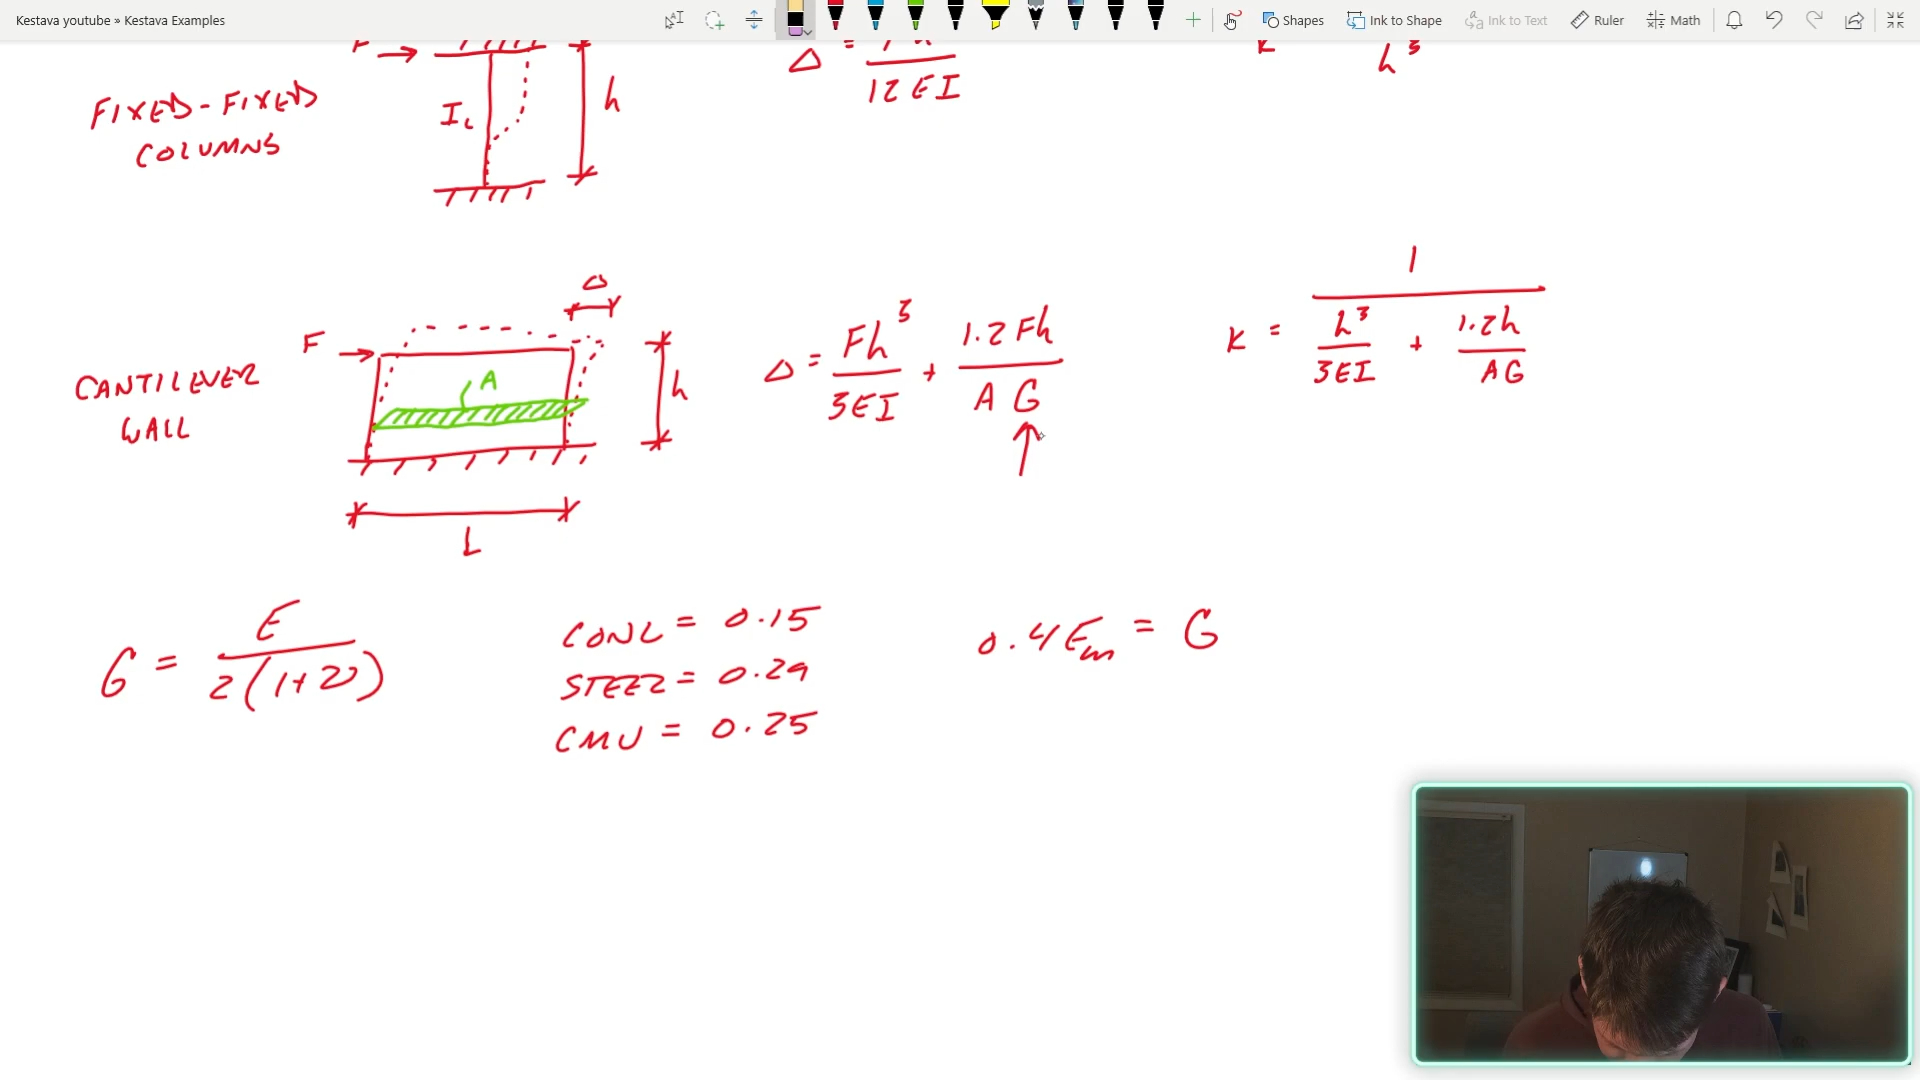 Kestava youtube » Kestava Examples
Shapes
Ink to Shape
Ink to Text
Ruler
Math
FIXED-FIXED
COLUMNS
F
I
h
Δ =
12EI
K
h³
CANTILEVER
WALL
F
Δ
A
h
L
Δ = Fh³/3EI + 1.2Fh/AG
K = 1/(h³/3EI + 1.2h/AG)
G = E/2(1+ν)
CONC = 0.15
STEEL = 0.29
CMU = 0.25
0.4Em = G